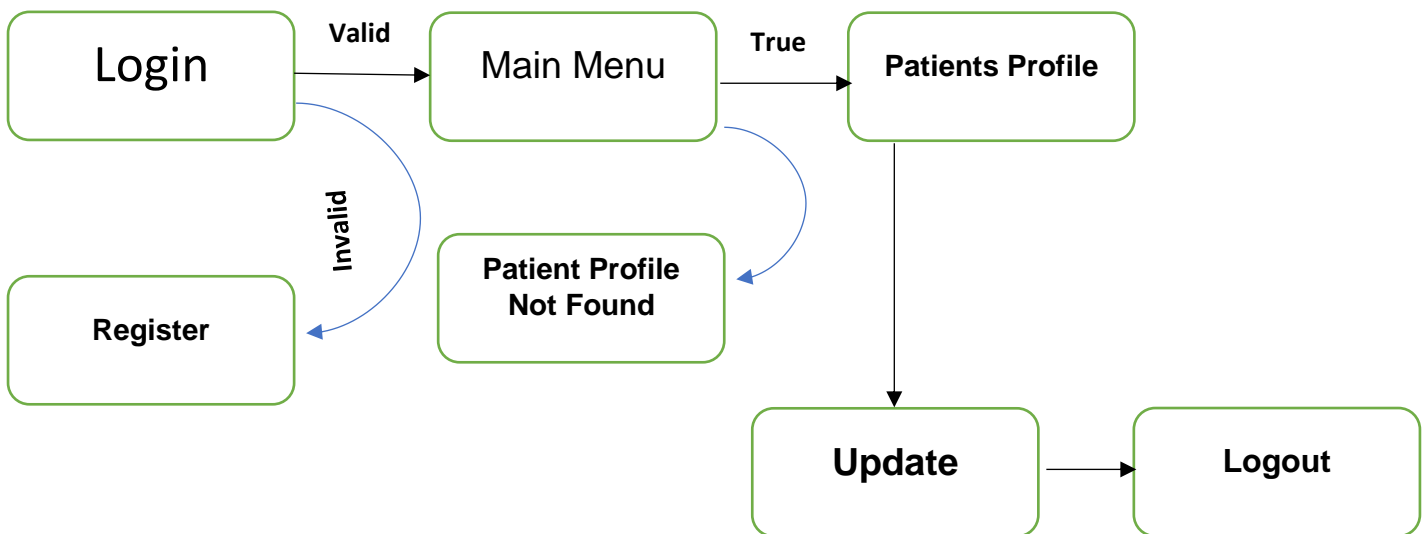 Login
Valid
Main Menu
True
Patients Profile
Invalid
Register
Patient Profile
Not Found
Update
Logout